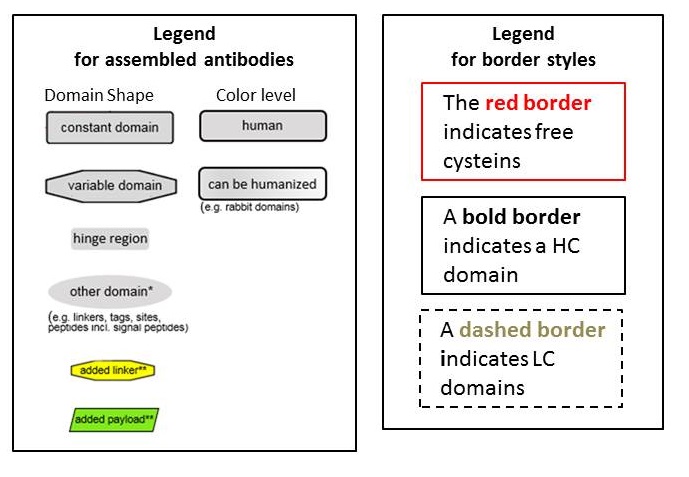 Legend
for assembled antibodies
Domain Shape
Color level
constant domain
human
variable domain
can be humanized
(e.g. rabbit domains)
hinge region
other domain*
(e.g. linkers, tags, sites,
peptides incl. signal peptides)
added linker**
added payload**
Legend
for border styles
The red border
indicates free
cysteins
A bold border
indicates a HC
domain
A dashed border
indicates LC
domains